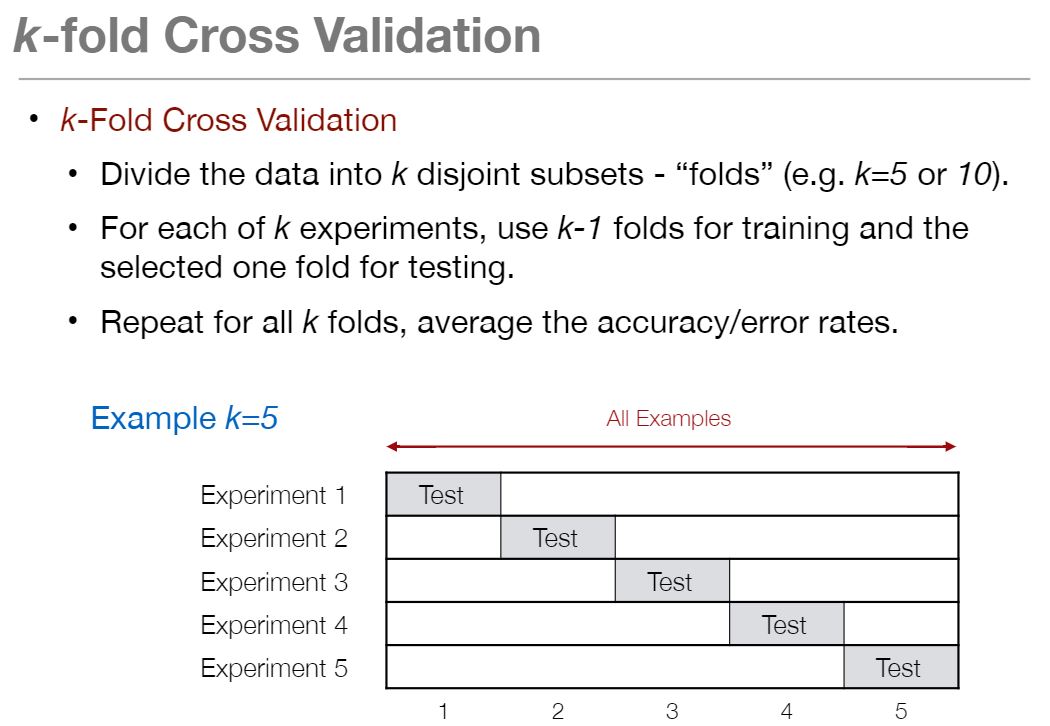 k-fold Cross Validation
• k-Fold Cross Validation
• Divide the data into k disjoint subsets - “folds” (e.g. k=5 or 10).
• For each of k experiments, use k-1 folds for training and the
selected one fold for testing.
• Repeat for all k folds, average the accuracy/error rates.
Example k=5
All Examples
Experiment 1 Test
Experiment 2 Test
Experiment 3 Test
Experiment 4 Test
Experiment 5 Test
1 2 3 4 5